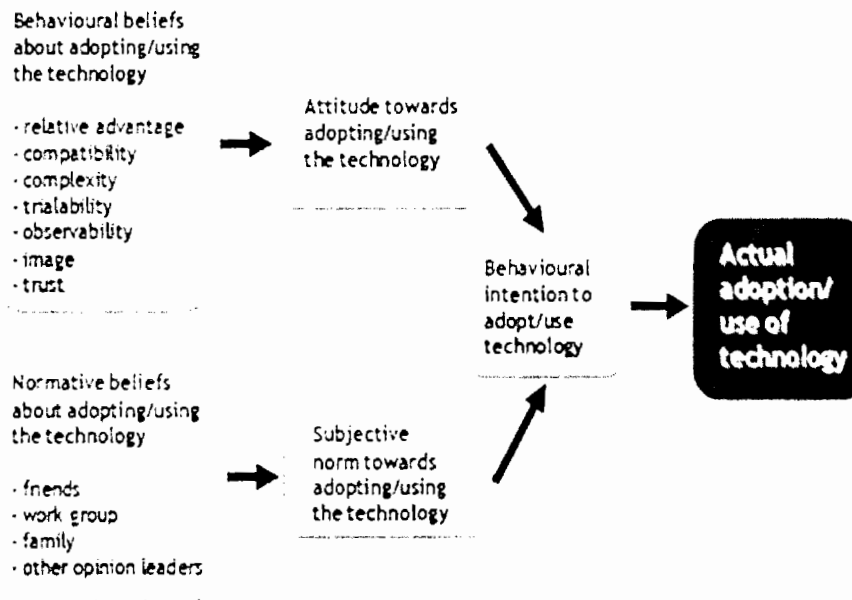 Behavioural beliefs
about adopting/using
the technology
· relative advantage
· compatibility
· complexity
· trialability
· observability
· image
· trust
Attitude towards
adopting/using
the technology
Normative beliefs
about adopting/using
the technology
· friends
· work group
· family
· other opinion leaders
Subjective
norm towards
adopting/using
the technology
Behavioural
intention to
adopt/use
technology
Actual
adoption/
use of
technology